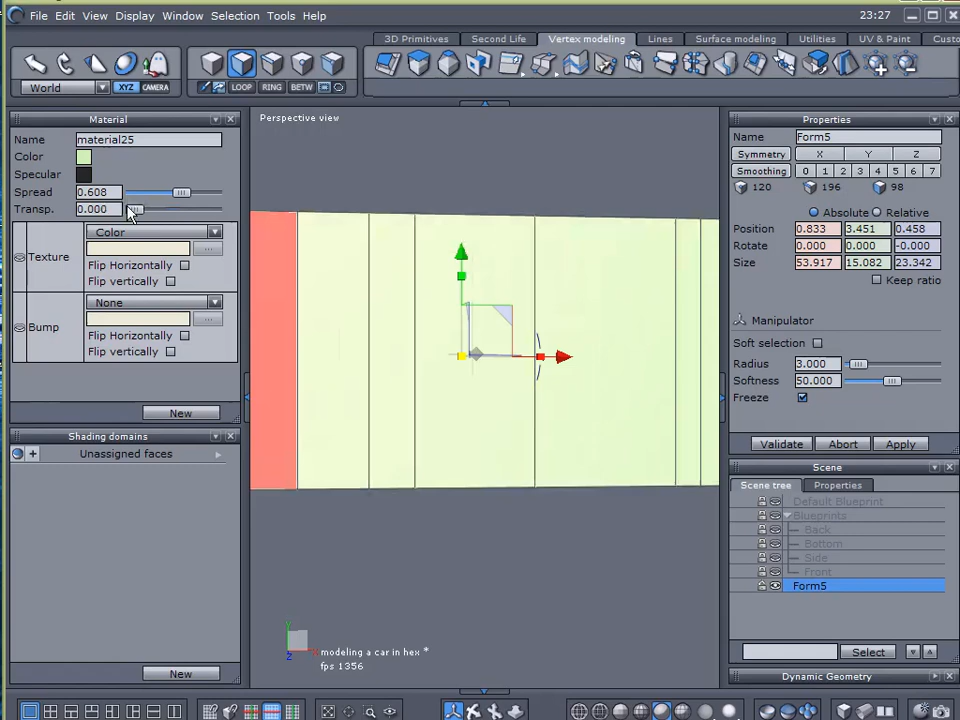 File Edit View Display Window Selection Tools Help 23:27
3D Primitives Second Life Vertex modeling Lines Surface modeling Utilities UV & Paint
World XYZ CAMERA LOOP RING BETW
Material
Name material25
Color
Specular
Spread 0.608
Transp. 0.000
Texture Color
Flip Horizontally
Flip vertically
Bump None
Flip Horizontally
Flip vertically
New
Shading domains
Unassigned faces
New
Perspective view
Y
X
Z
modeling a car in hex *
fps 1356
Properties
Name Form5
Symmetry X Y Z
Smoothing 0 1 2 3 4 5 6 7
120 196 98
Absolute Relative
Position 0.833 3.451 0.458
Rotate 0.000 0.000 -0.000
Size 53.917 15.082 23.342
Keep ratio
Manipulator
Soft selection
Radius 3.000
Softness 50.000
Freeze
Validate Abort Apply
Scene
Scene tree Properties
Default Blueprint
Blueprints
Back
Bottom
Side
Front
Form5
Select
Dynamic Geometry